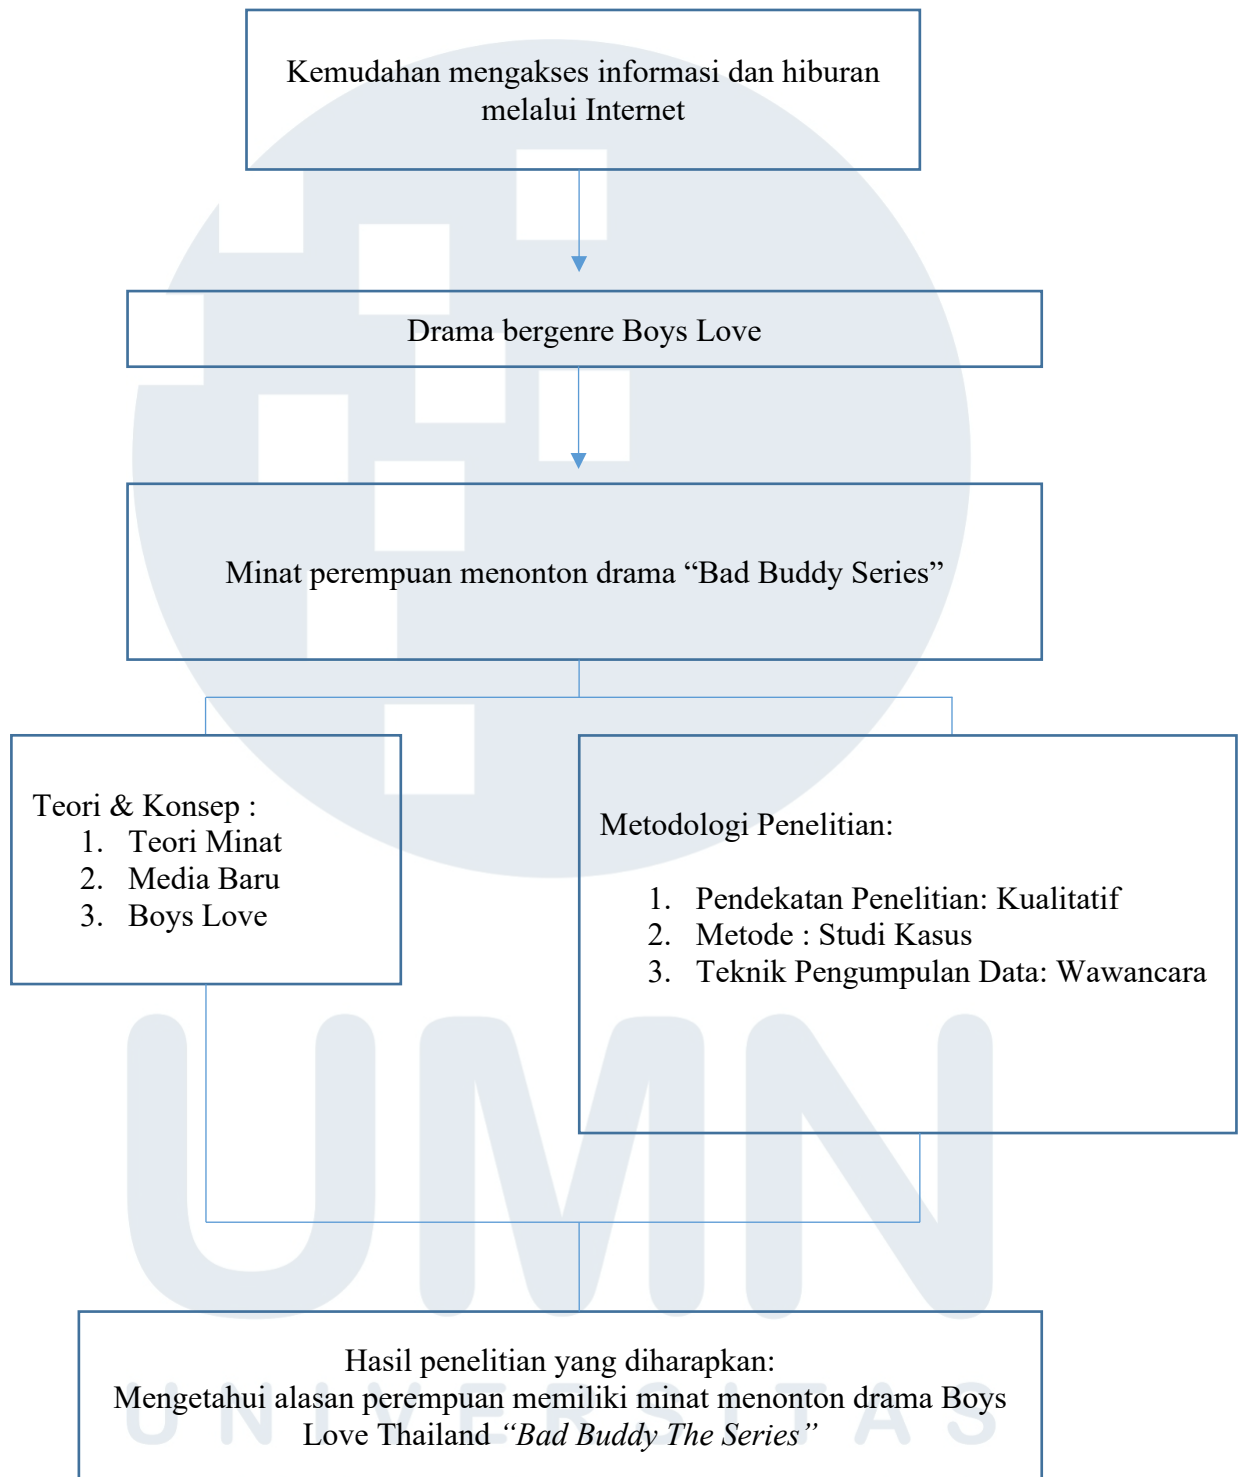 Kemudahan mengakses informasi dan hiburan
melalui Internet
Drama bergenre Boys Love
Minat perempuan menonton drama “Bad Buddy Series”
Teori & Konsep :
1. Teori Minat
2. Media Baru
3. Boys Love
Metodologi Penelitian:
1. Pendekatan Penelitian: Kualitatif
2. Metode : Studi Kasus
3. Teknik Pengumpulan Data: Wawancara
UMN
Hasil penelitian yang diharapkan:
Mengetahui alasan perempuan memiliki minat menonton drama Boys
Love Thailand “Bad Buddy The Series”
UNIVERSITAS